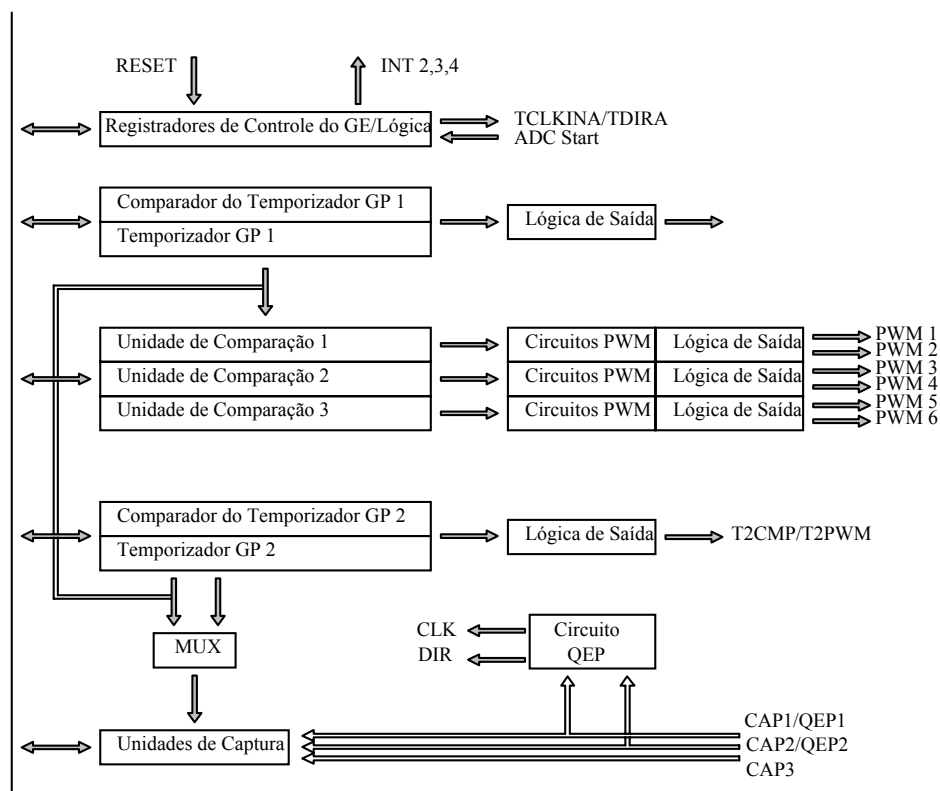 RESET
INT 2,3,4
Registradores de Controle do GE/Lógica
TCLKINA/TDIRA
ADC Start
Comparador do Temporizador GP 1
Temporizador GP 1
Lógica de Saída
Unidade de Comparação 1
Circuitos PWM
Lógica de Saída
PWM 1
PWM 2
Unidade de Comparação 2
Circuitos PWM
Lógica de Saída
PWM 3
PWM 4
Unidade de Comparação 3
Circuitos PWM
Lógica de Saída
PWM 5
PWM 6
Comparador do Temporizador GP 2
Temporizador GP 2
Lógica de Saída
T2CMP/T2PWM
MUX
CLK
DIR
Circuito
QEP
Unidades de Captura
CAP1/QEP1
CAP2/QEP2
CAP3